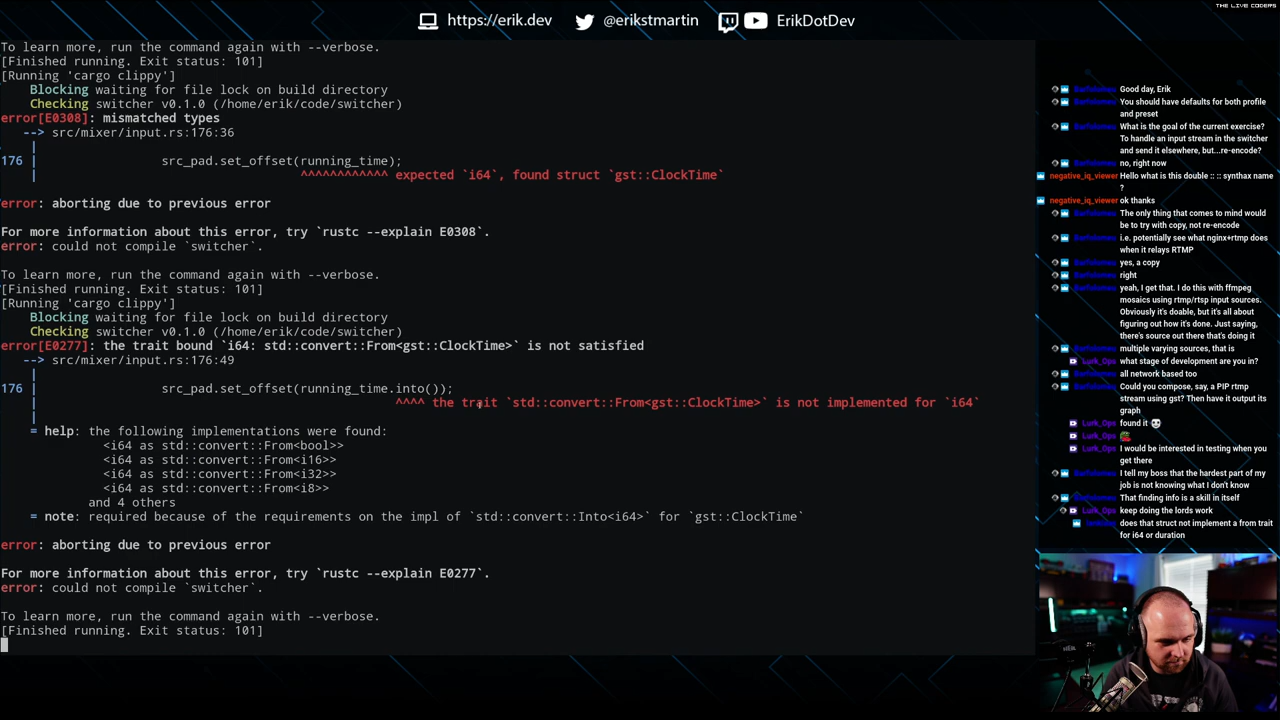 THE LIVE CODERS
https://erik.dev @erikstmartin ErikDotDev
To learn more, run the command again with --verbose.
[Finished running. Exit status: 101]
[Running 'cargo clippy']
Blocking waiting for file lock on build directory
Checking switcher v0.1.0 (/home/erik/code/switcher)
error[E0308]: mismatched types
--> src/mixer/input.rs:176:36
|
176 | src_pad.set_offset(running_time);
| ^^^^^^^^^^^^ expected `i64`, found struct `gst::ClockTime`
error: aborting due to previous error
For more information about this error, try `rustc --explain E0308`.
error: could not compile `switcher`.
To learn more, run the command again with --verbose.
[Finished running. Exit status: 101]
[Running 'cargo clippy']
Blocking waiting for file lock on build directory
Checking switcher v0.1.0 (/home/erik/code/switcher)
error[E0277]: the trait bound `i64: std::convert::From<gst::ClockTime>` is not satisfied
--> src/mixer/input.rs:176:49
|
176 | src_pad.set_offset(running_time.into());
| ^^^^ the trait `std::convert::From<gst::ClockTime>` is not implemented for `i64`
|
= help: the following implementations were found:
<i64 as std::convert::From<bool>>
<i64 as std::convert::From<i16>>
<i64 as std::convert::From<i32>>
<i64 as std::convert::From<i8>>
and 4 others
= note: required because of the requirements on the impl of `std::convert::Into<i64>` for `gst::ClockTime`
error: aborting due to previous error
For more information about this error, try `rustc --explain E0277`.
error: could not compile `switcher`.
To learn more, run the command again with --verbose.
[Finished running. Exit status: 101]
Good day, Erik
You should have defaults for both profile
and preset
What is the goal of the current exercise?
To handle an input stream in the switcher
and send it elsewhere, but...re-encode?
no, right now
negative_iq_viewer Hello what is this double :: :: synthax name
?
negative_iq_viewer ok thanks
The only thing that comes to mind would
be to try with copy, not re-encode
i.e. potentially see what nginx+rtmp does
when it relays RTMP
yes, a copy
right
yeah, I get that. I do this with ffmpeg
mosaics using rtmp/rtsp input sources.
Obviously it's doable, but it's all about
figuring out how it's done. Just saying,
there's source out there that's doing it
multiple varying sources, that is
Lurk_Ops what stage of development are you in?
all network based too
Could you compose, say, a PIP rtmp
stream using gst? Then have it output its
graph
Lurk_Ops found it
Lurk_Ops
Lurk_Ops I would be interested in testing when you
get there
I tell my boss that the hardest part of my
job is not knowing what I don't know
That finding info is a skill in itself
Lurk_Ops keep doing the lords work
does that struct not implement a from trait
for i64 or duration